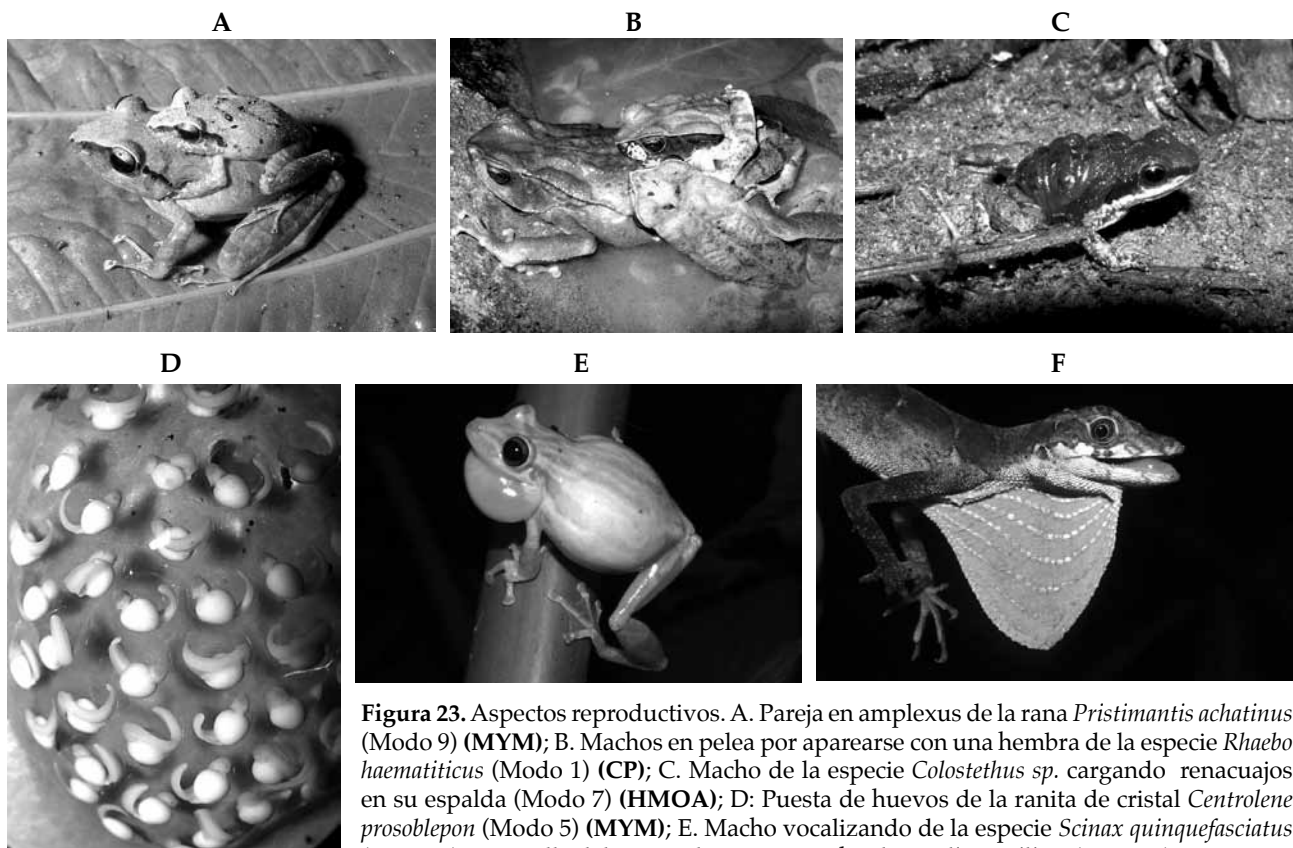 A B C
D E F
Figura 23. Aspectos reproductivos. A. Pareja en amplexus de la rana Pristimantis achatinus
(Modo 9) (MYM); B. Machos en pelea por aparearse con una hembra de la especie Rhaebo
haematiticus (Modo 1) (CP); C. Macho de la especie Colostethus sp. cargando renacuajos
en su espalda (Modo 7) (HMOA); D: Puesta de huevos de la ranita de cristal Centrolene
prosoblepon (Modo 5) (MYM); E. Macho vocalizando de la especie Scinax quinquefasciatus